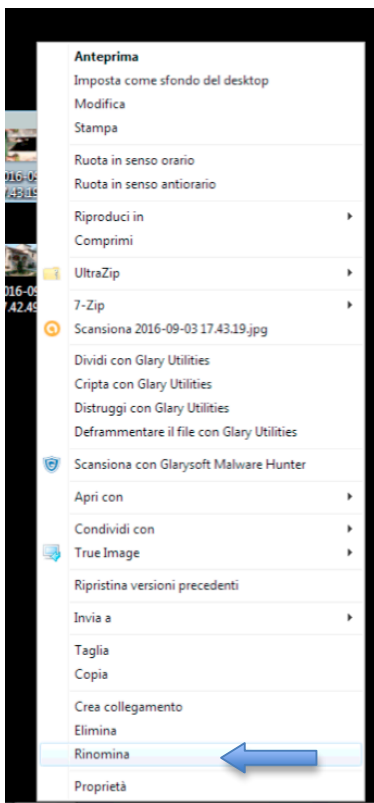 Anteprima
Imposta come sfondo del desktop
Modifica
Stampa
Ruota in senso orario
Ruota in senso antiorario
Riproduci in
Comprimi
UltraZip
7-Zip
Scansiona 2016-09-03 17.43.19.jpg
Dividi con Glary Utilities
Cripta con Glary Utilities
Distruggi con Glary Utilities
Deframmentare il file con Glary Utilities
Scansiona con Glarysoft Malware Hunter
Apri con
Condividi con
True Image
Ripristina versioni precedenti
Invia a
Taglia
Copia
Crea collegamento
Elimina
Rinomina
Proprietà